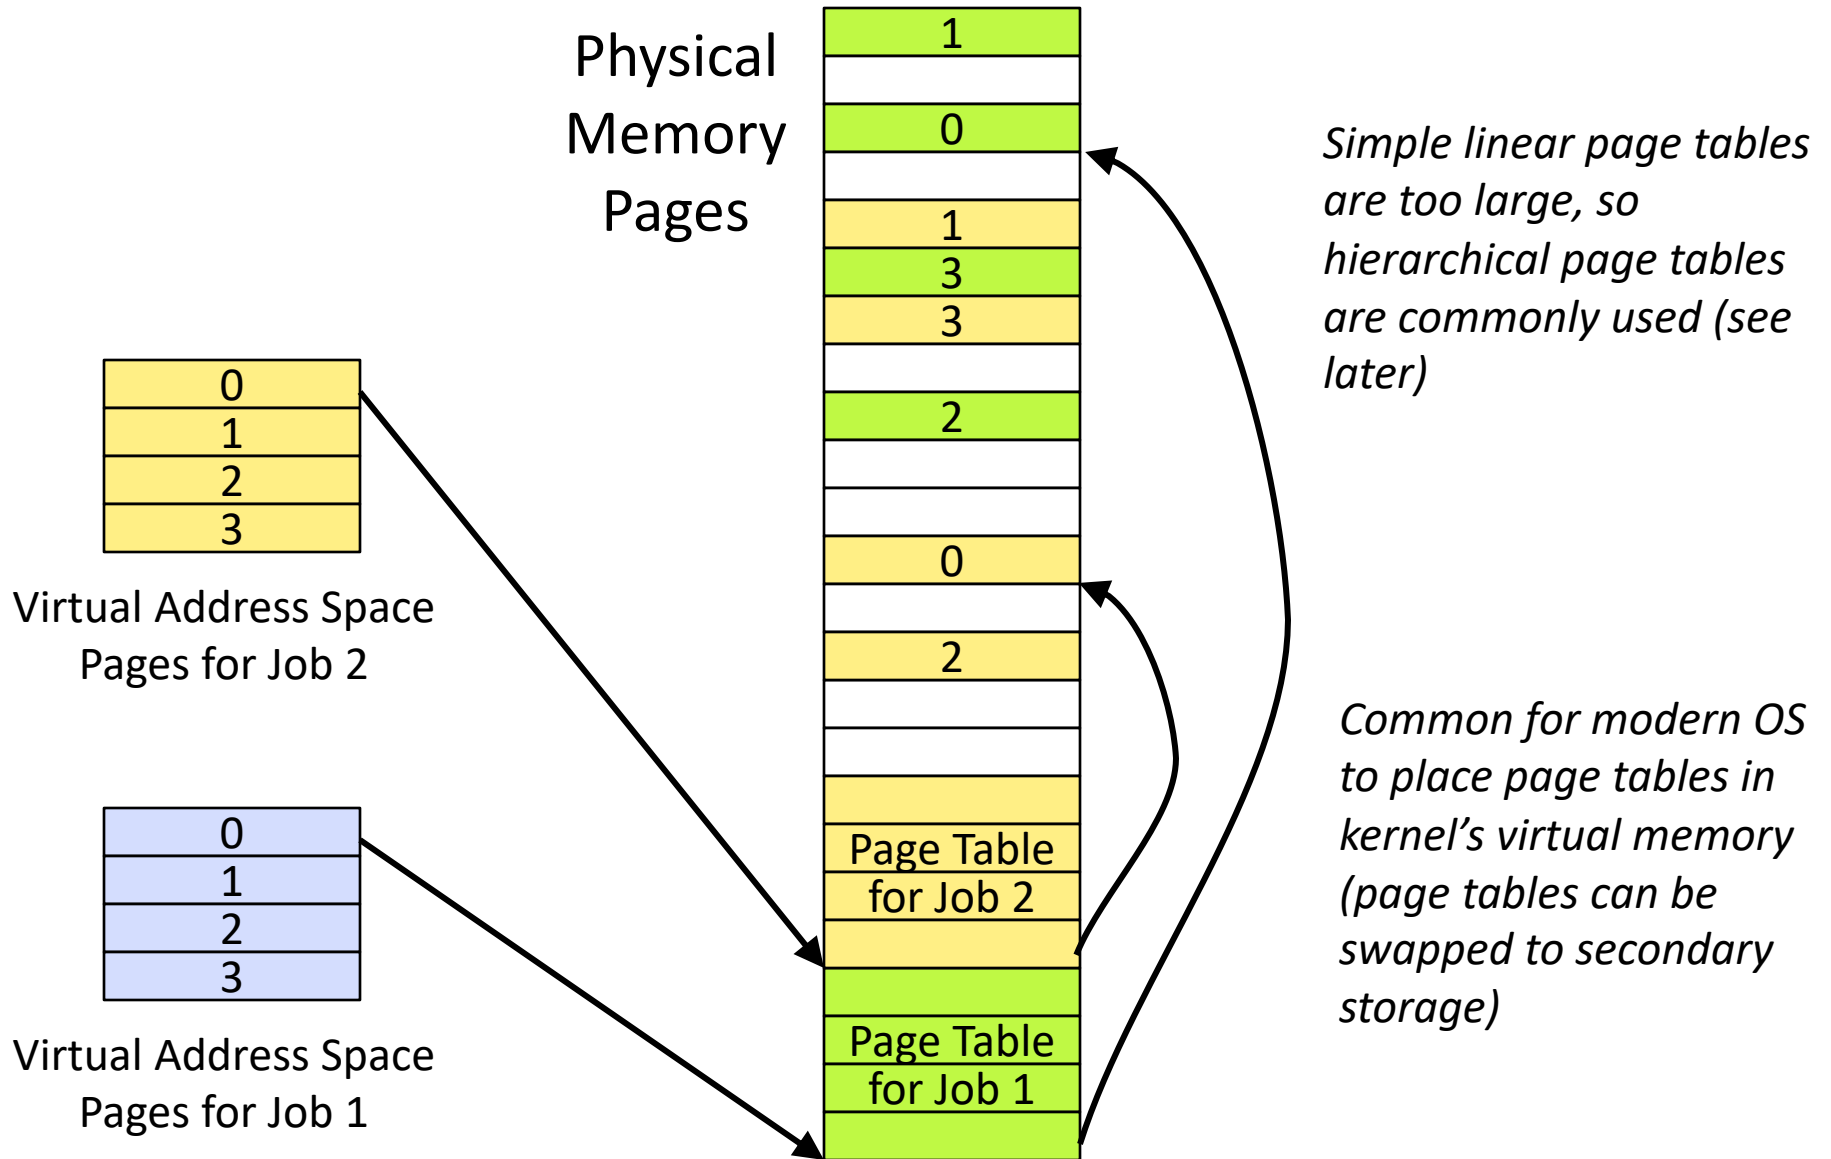 Physical
Memory
Pages
1
0
1
3
3
2
0
2
Page Table
for Job 2
Page Table
for Job 1
0
1
2
3
Virtual Address Space
Pages for Job 2
0
1
2
3
Virtual Address Space
Pages for Job 1
Simple linear page tables
are too large, so
hierarchical page tables
are commonly used (see
later)
Common for modern OS
to place page tables in
kernel’s virtual memory
(page tables can be
swapped to secondary
storage)